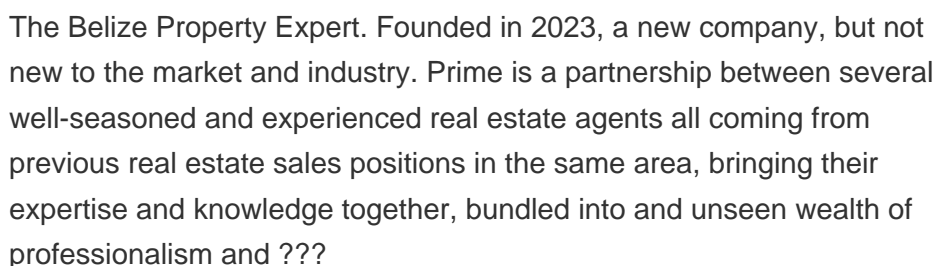 The Belize Property Expert. Founded in 2023, a new company, but not
new to the market and industry. Prime is a partnership between several
well-seasoned and experienced real estate agents all coming from
previous real estate sales positions in the same area, bringing their
expertise and knowledge together, bundled into and unseen wealth of
professionalism and ???